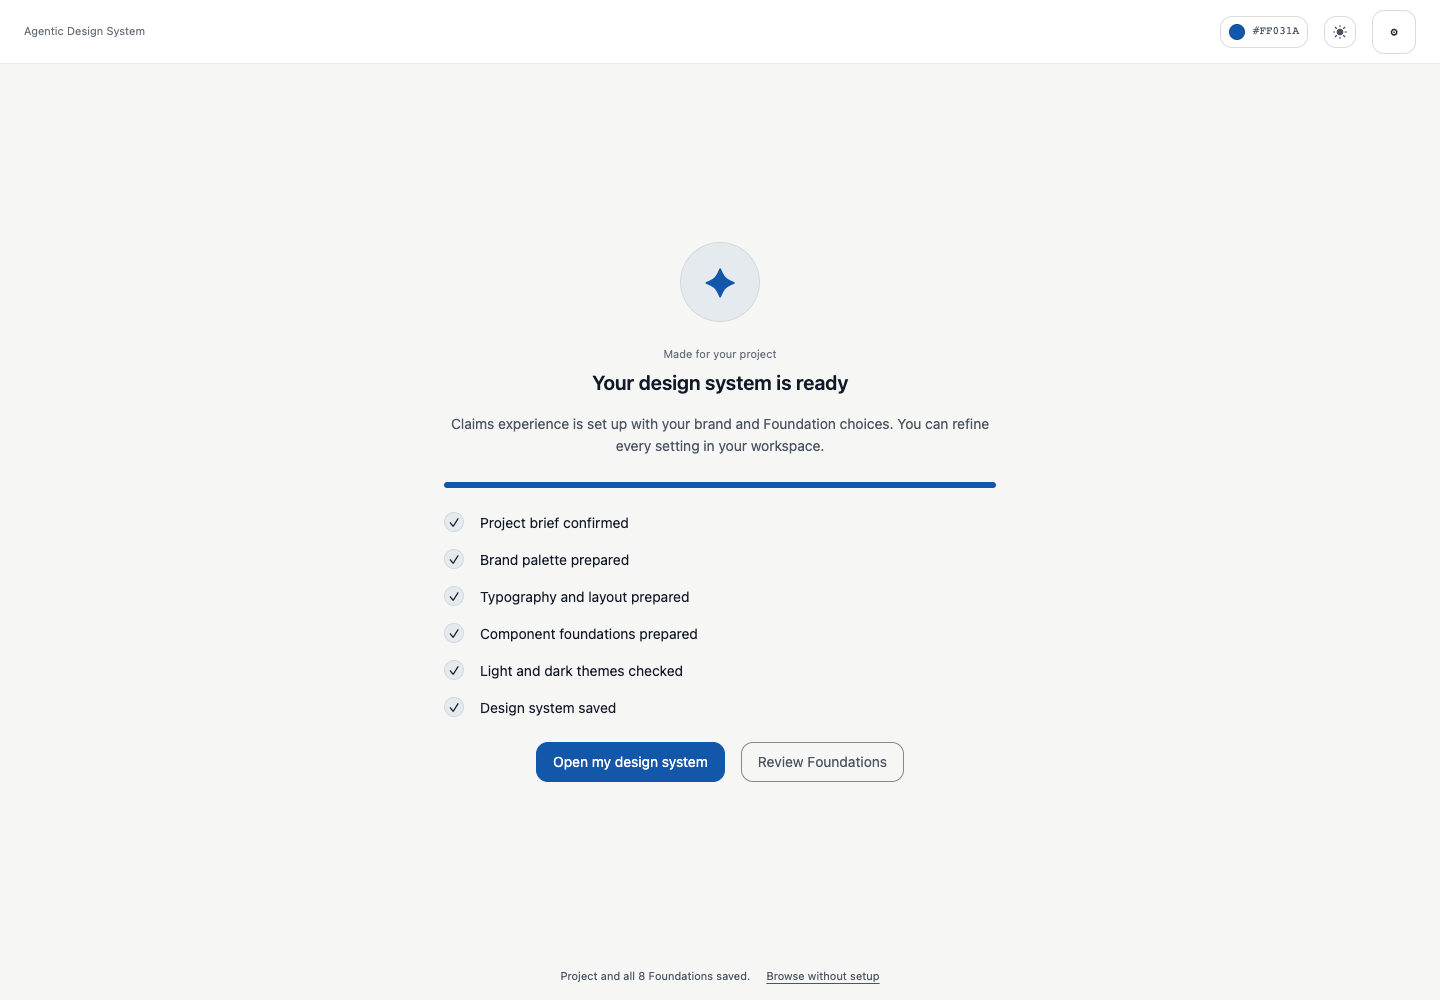 Agentic Design System
#FF031A
Made for your project
Your design system is ready
Claims experience is set up with your brand and Foundation choices. You can refine
every setting in your workspace.
Project brief confirmed
Brand palette prepared
Typography and layout prepared
Component foundations prepared
Light and dark themes checked
Design system saved
Open my design system
Review Foundations
Project and all 8 Foundations saved.
Browse without setup